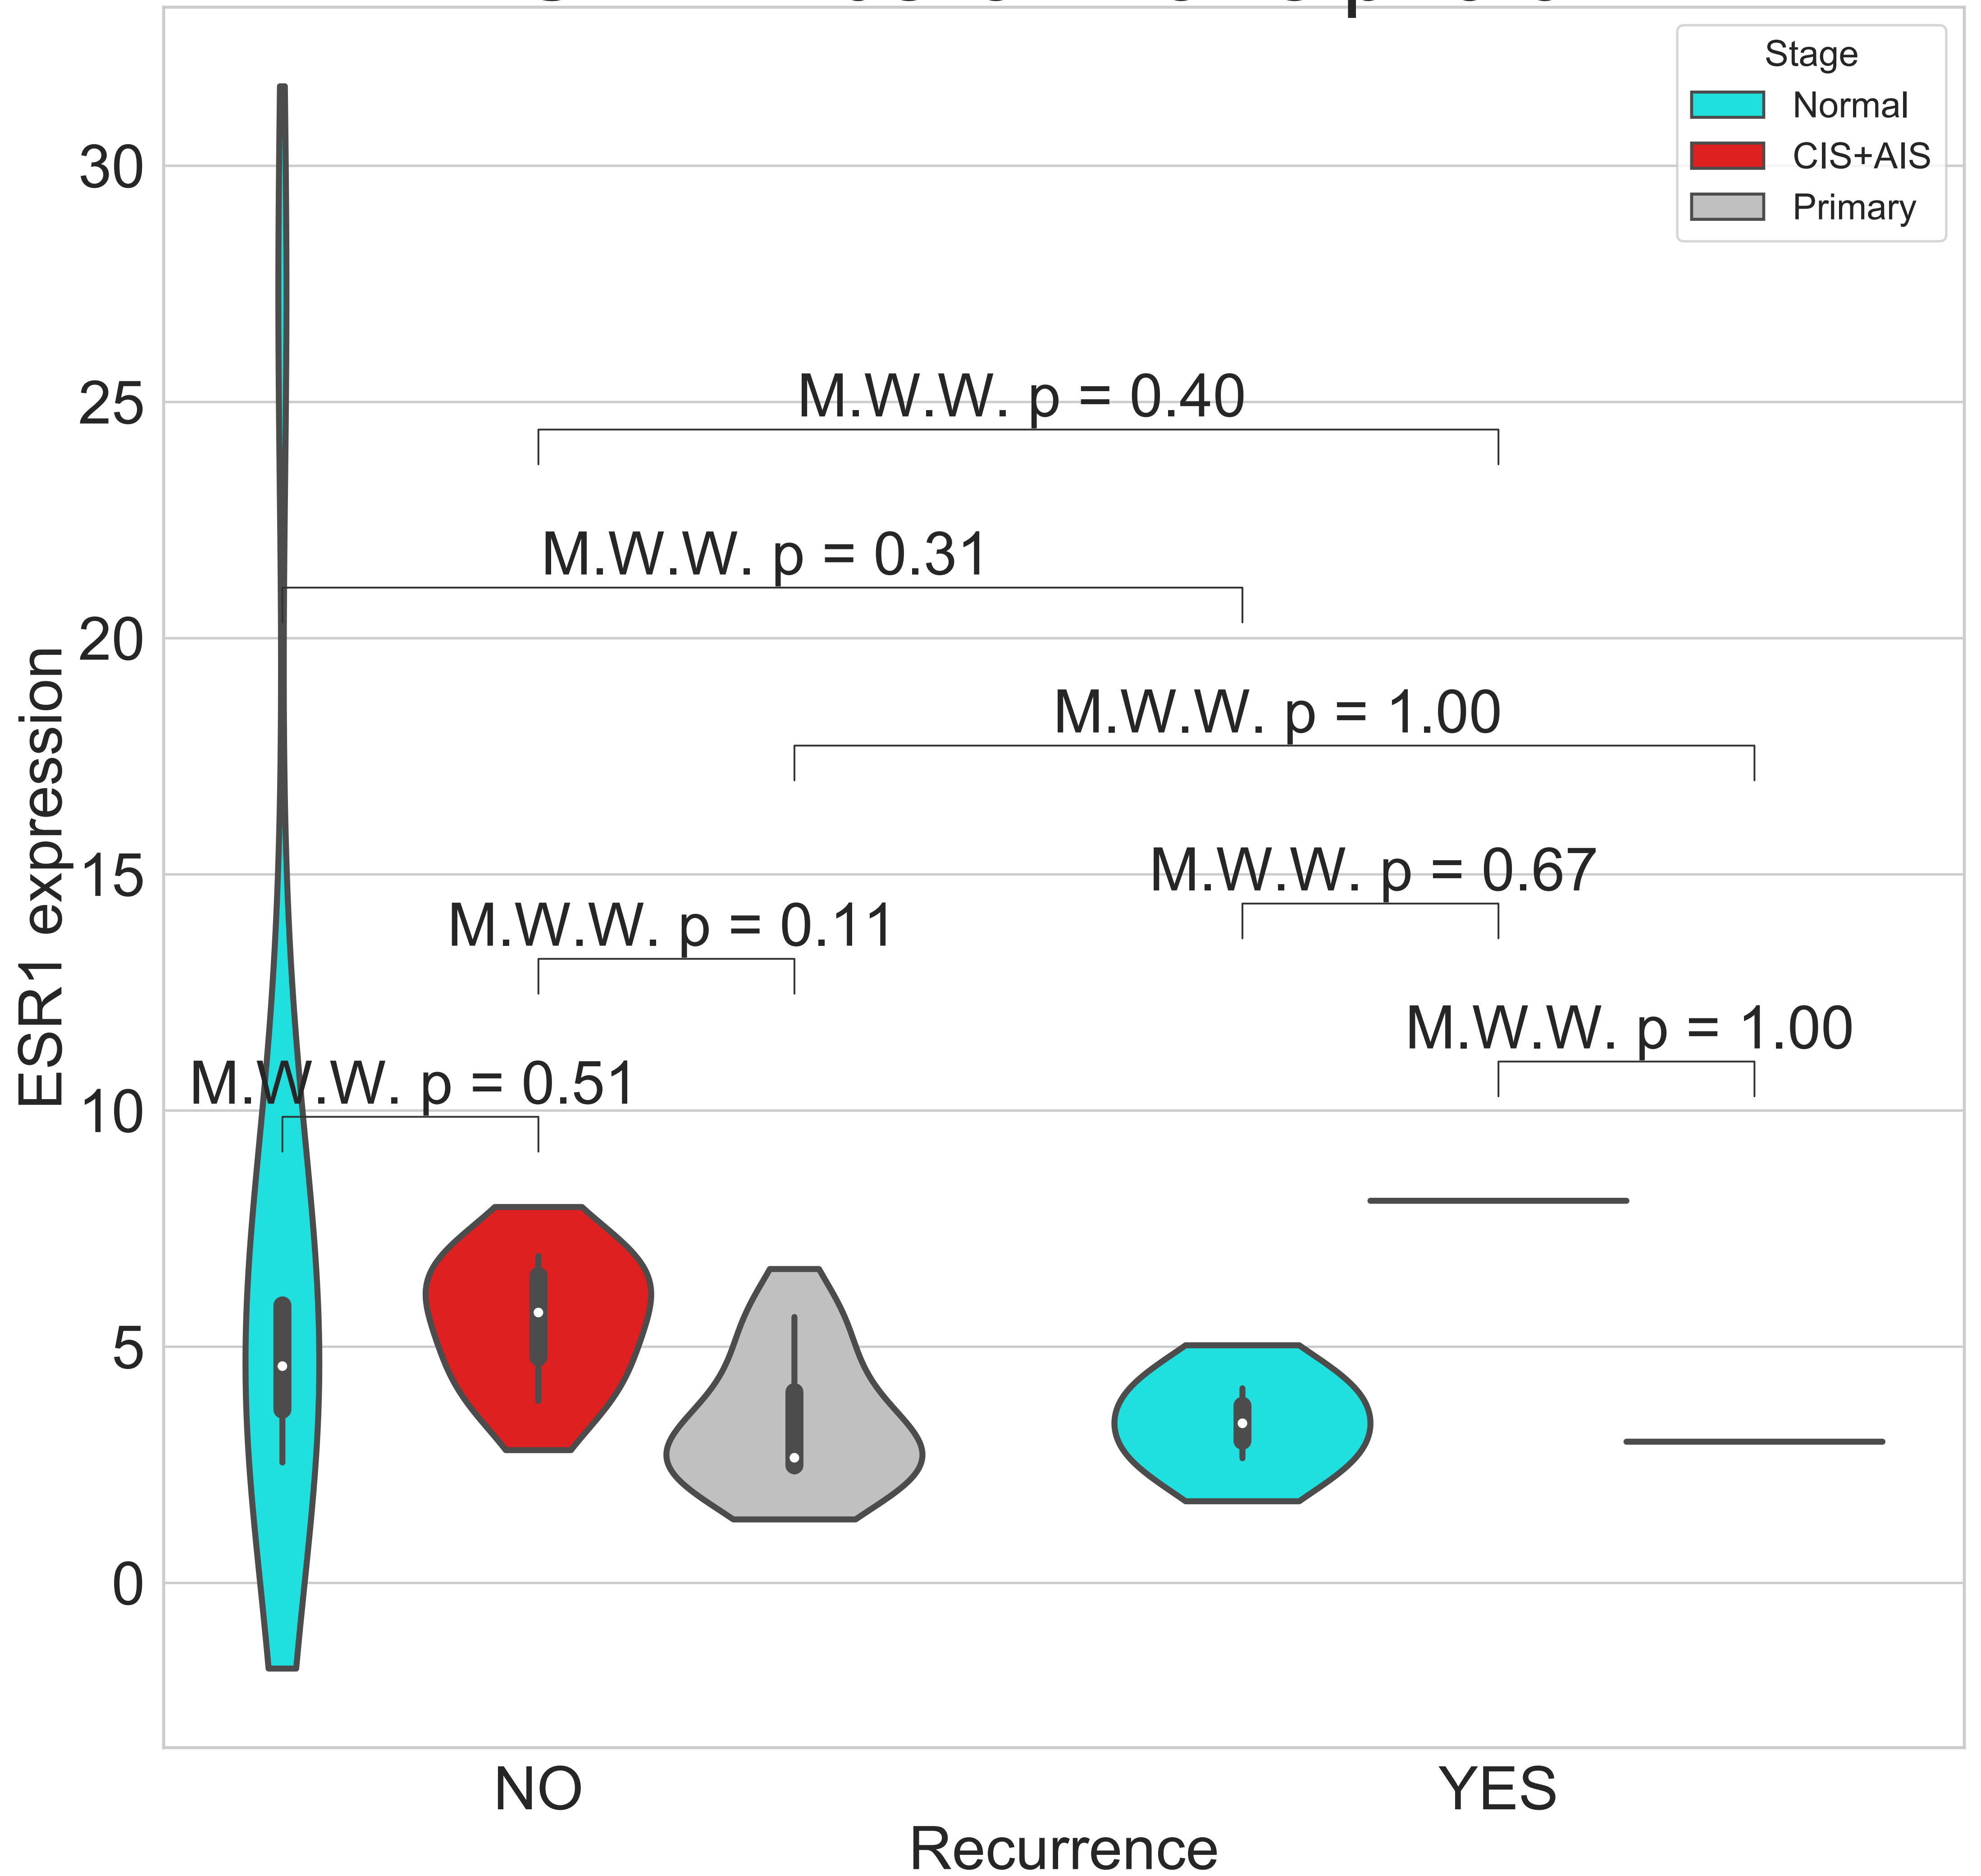 Stage
Normal
CIS+AIS
Primary
30
25
20
15
10
5
0
ESR1 expression
M.W.W. p = 0.40
M.W.W. p = 0.31
M.W.W. p = 1.00
M.W.W. p = 0.67
M.W.W. p = 0.11
M.W.W. p = 1.00
M.W.W. p = 0.51
NO
YES
Recurrence